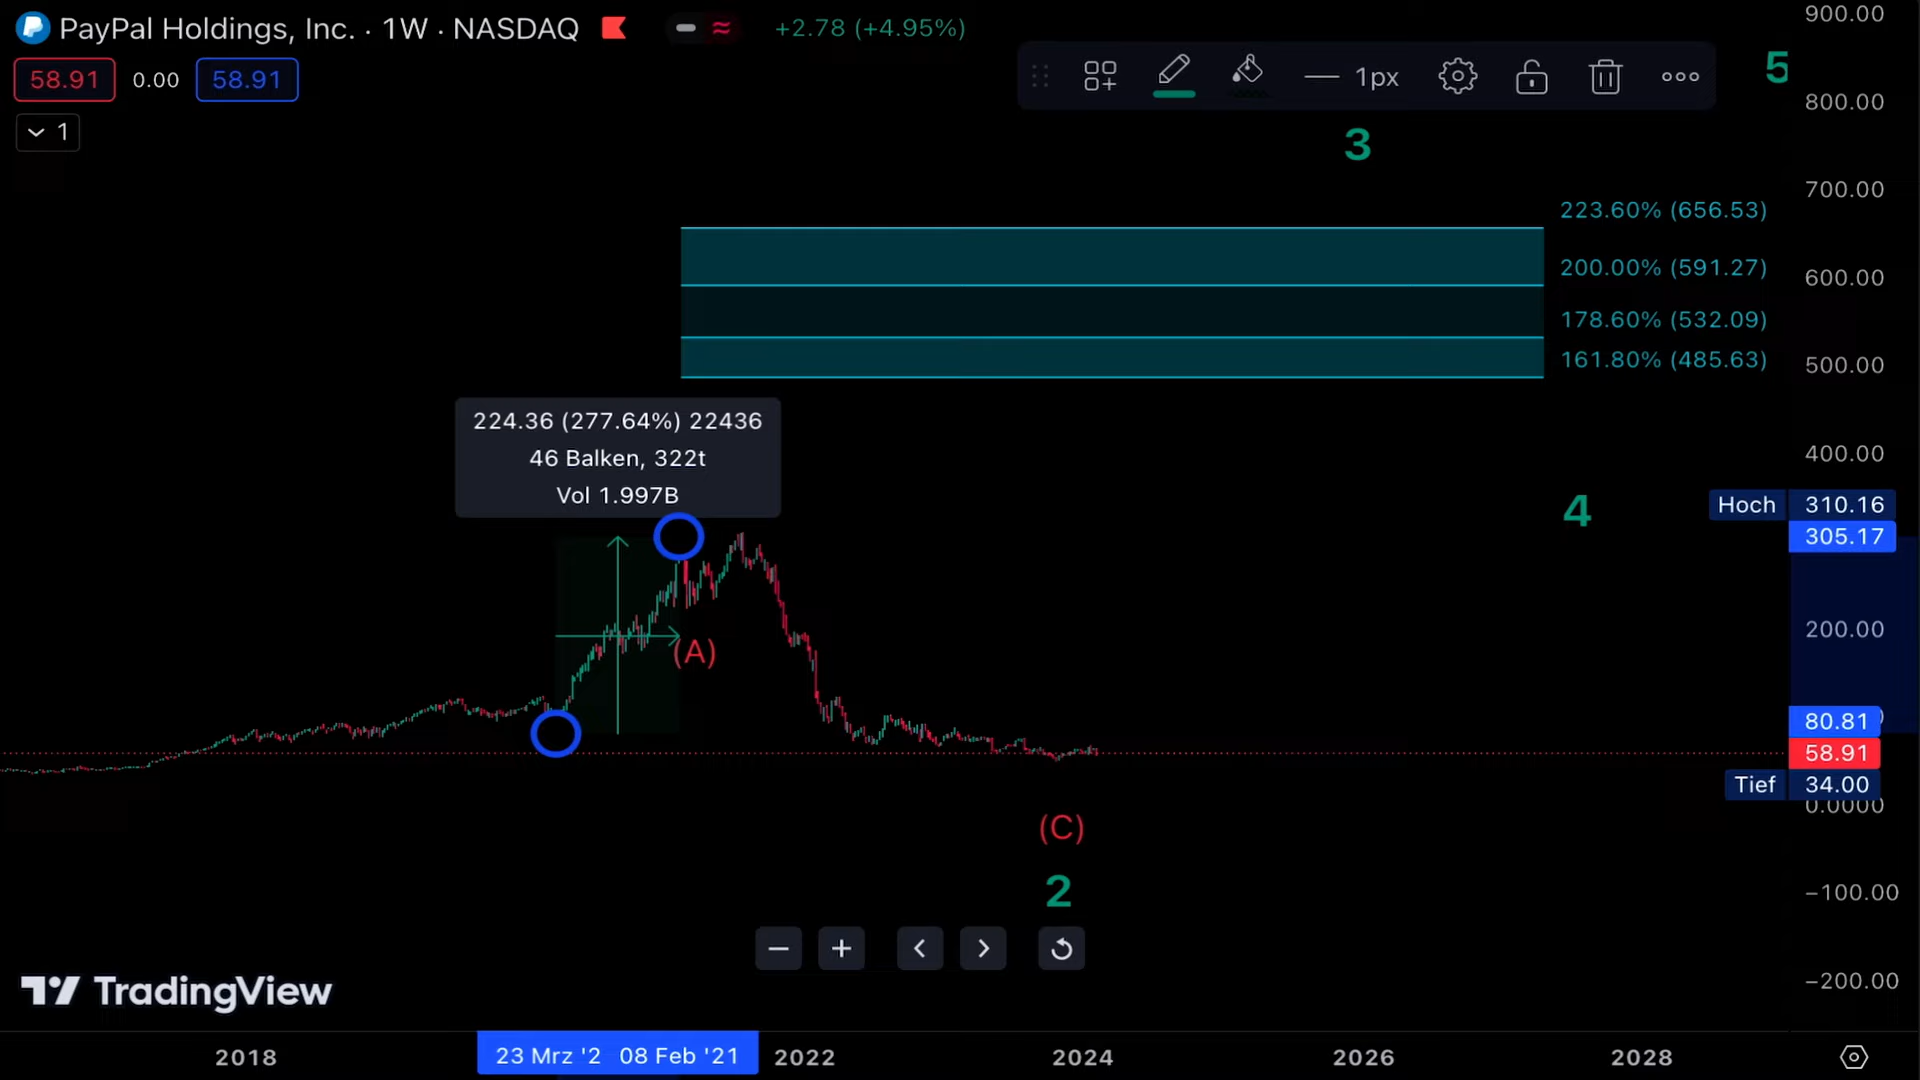 PayPal Holdings, Inc. · 1W · NASDAQ
+2.78 (+4.95%)
58.91 0.00 58.91
1
1px
900.00
5
800.00
3
700.00
223.60% (656.53)
200.00% (591.27)
600.00
178.60% (532.09)
161.80% (485.63)
500.00
224.36 (277.64%) 22436
46 Balken, 322t
Vol 1.997B
400.00
4
Hoch 310.16
305.17
(A)
200.00
80.81
58.91
Tief 34.00
0.0000
(C)
2
−100.00
−200.00
TradingView
2018 23 Mrz '2 08 Feb '21 2022 2024 2026 2028